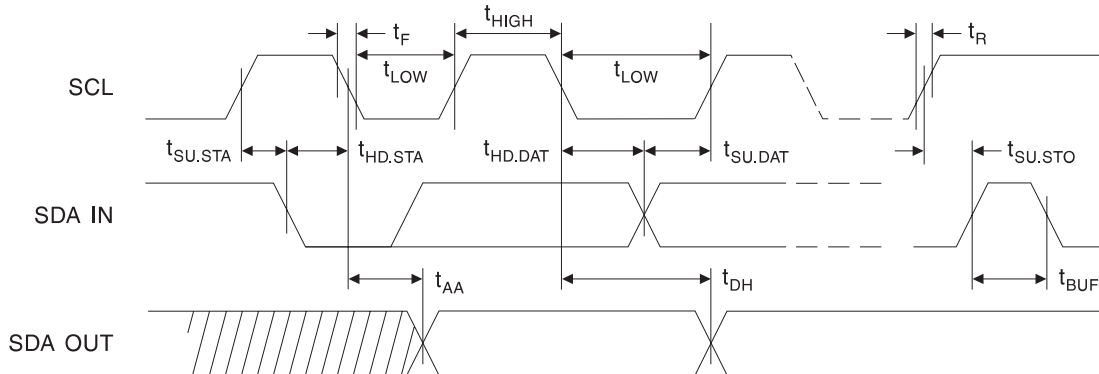 tHIGH
tF
tR
tLOW
tLOW
SCL
tSU.STA
tHD.STA
tHD.DAT
tSU.DAT
tSU.STO
SDA IN
tAA
tDH
tBUF
SDA OUT